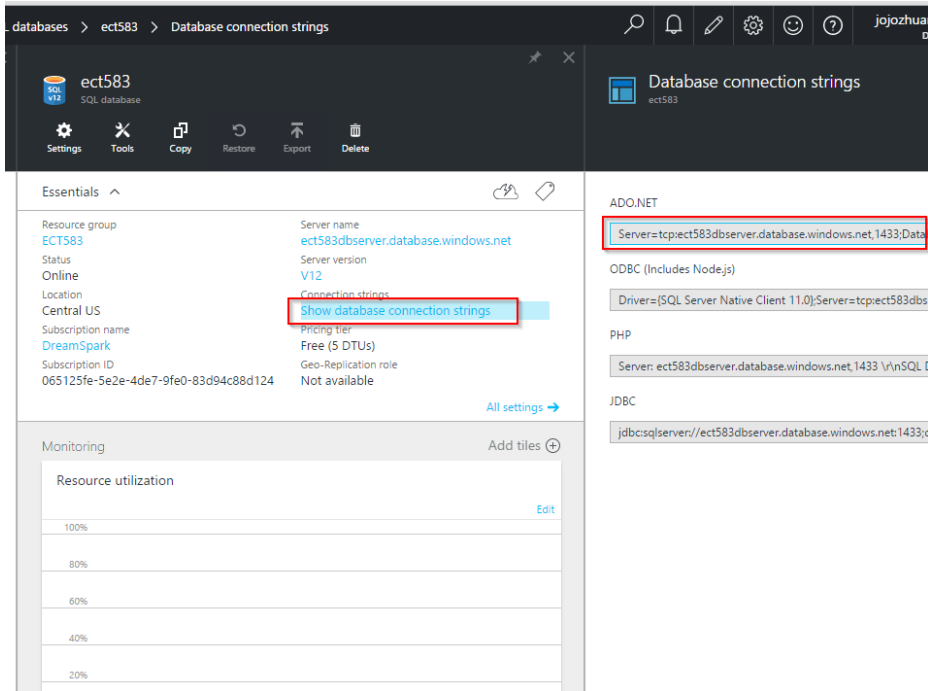 databases > ect583 > Database connection strings
jojozhuan
ect583
SQL database
SQL
v12
Settings Tools Copy Restore Export Delete
Essentials
Resource group
ECT583
Status
Online
Location
Central US
Subscription name
DreamSpark
Subscription ID
065125fe-5e2e-4de7-9fe0-83d94c88d124
Server name
ect583dbserver.database.windows.net
Server version
V12
Connection strings
Show database connection strings
Pricing tier
Free (5 DTUs)
Geo-Replication role
Not available
All settings
Monitoring
Add tiles
Resource utilization
Edit
100%
80%
60%
40%
20%
Database connection strings
ect583
ADO.NET
Server=tcp:ect583dbserver.database.windows.net,1433;Data
ODBC (Includes Node.js)
Driver={SQL Server Native Client 11.0};Server=tcp:ect583dbs
PHP
Server: ect583dbserver.database.windows.net,1433 \r\nSQL D
JDBC
jdbc:sqlserver://ect583dbserver.database.windows.net:1433;